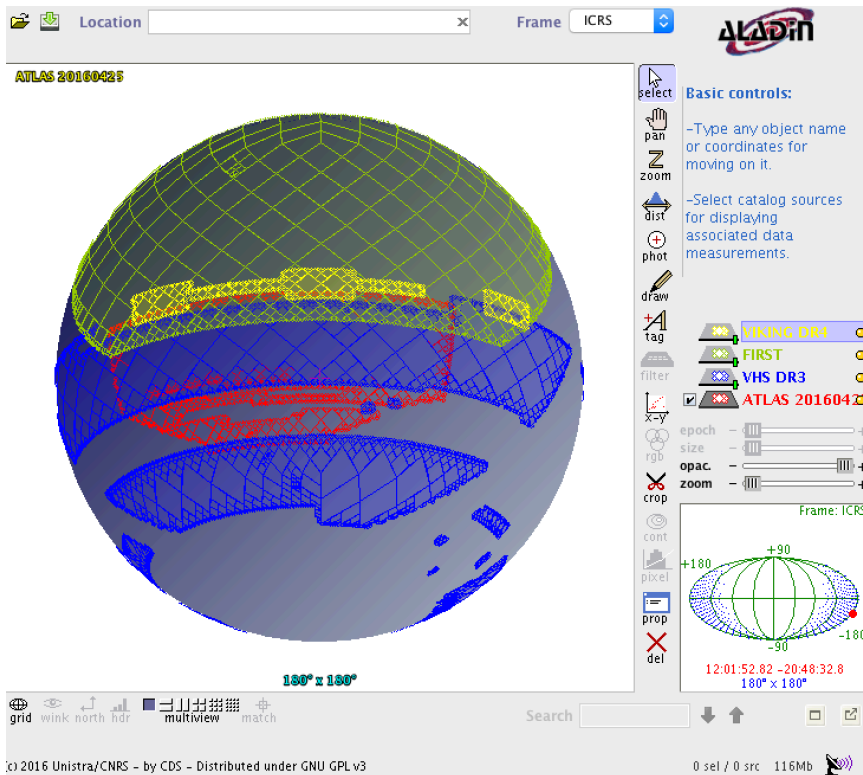 Location
Frame ICRS
ALADiN
ATLAS 20160425
select
pan
zoom
dist
phot
draw
tag
filter
x-y
rgb
crop
cont
pixel
prop
del
Basic controls:
-Type any object name
or coordinates for
moving on it.
-Select catalog sources
for displaying
associated data
measurements.
VIKING DR4
FIRST
VHS DR3
ATLAS 2016042
epoch - +
size - +
opac. - +
zoom - +
Frame: ICRS
+90
+180
-180
-90
12:01:52.82 -20:48:32.8
180° x 180°
180° x 180°
grid wink north hdr multiview match
Search
(c) 2016 Unistra/CNRS - by CDS - Distributed under GNU GPL v3
0 sel / 0 src 116Mb